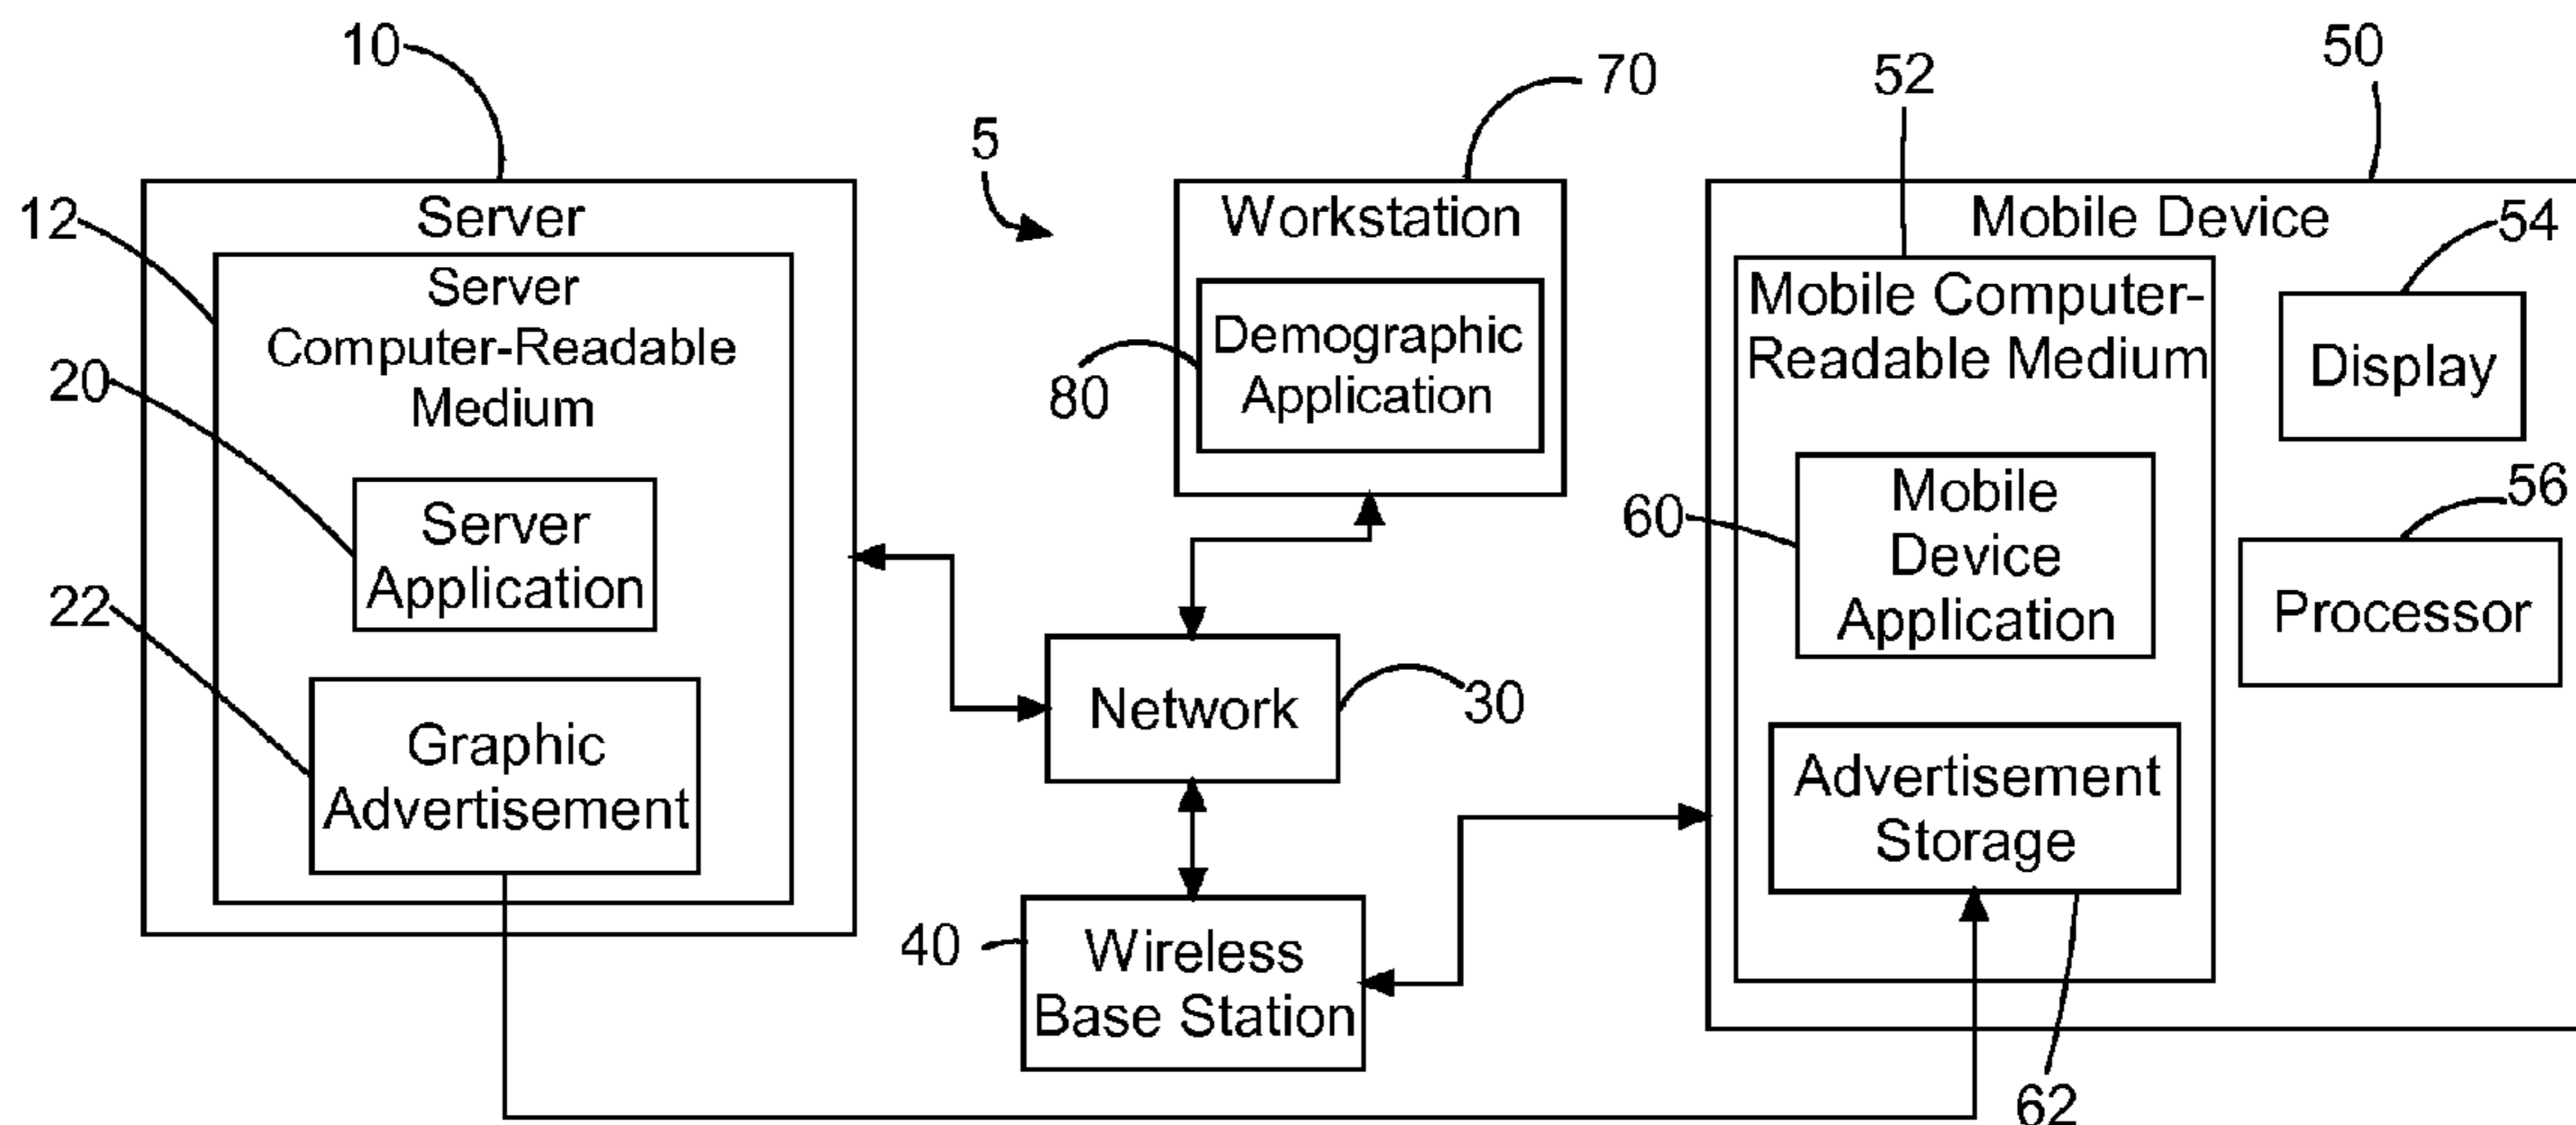 10
12
Server
Server
Computer-Readable
Medium
20
Server
Application
22
Graphic
Advertisement
5
70
Workstation
Demographic
Application
80
Network
30
40
Wireless
Base Station
50
52
Mobile Device
Mobile Computer-
Readable Medium
54
Display
60
Mobile
Device
Application
56
Processor
Advertisement
Storage
62